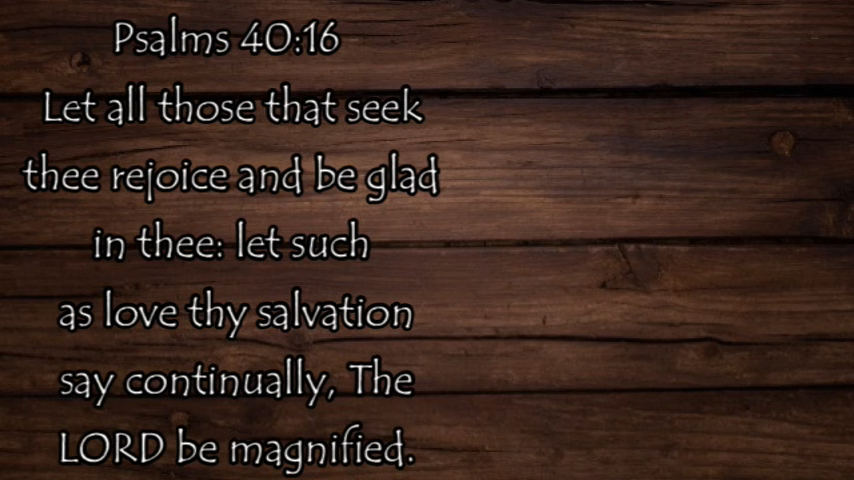 Psalms 40:16
Let all those that seek
thee rejoice and be glad
in thee: let such
as love thy salvation
say continually, The
LORD be magnified.